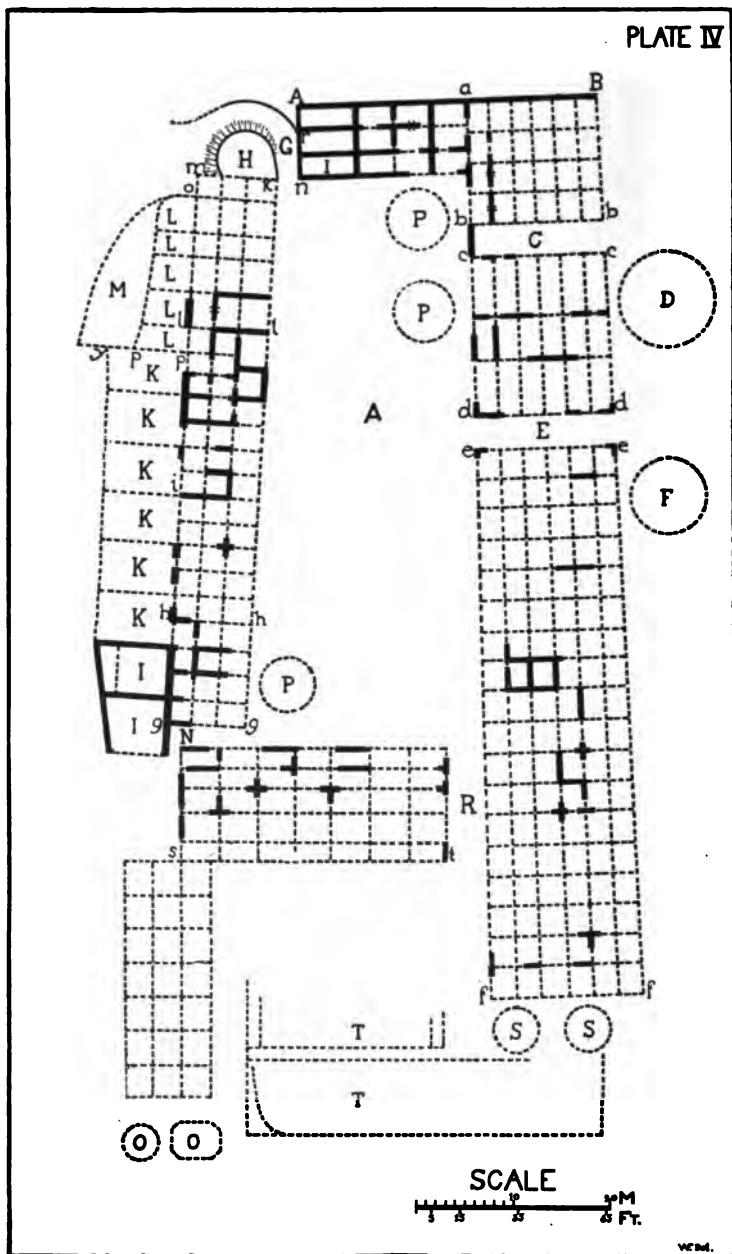 PLATE IV
A a B
G r
H I
m k n
o
L P b C b
L c c
L P D
M L l l
L
y p p K A
K d E d
e e
K i F
K
K
K h h
I P
I g N g
R
s t
f f
T S S
T
O O
SCALE
10 20 M
5 15 35 65 FT.